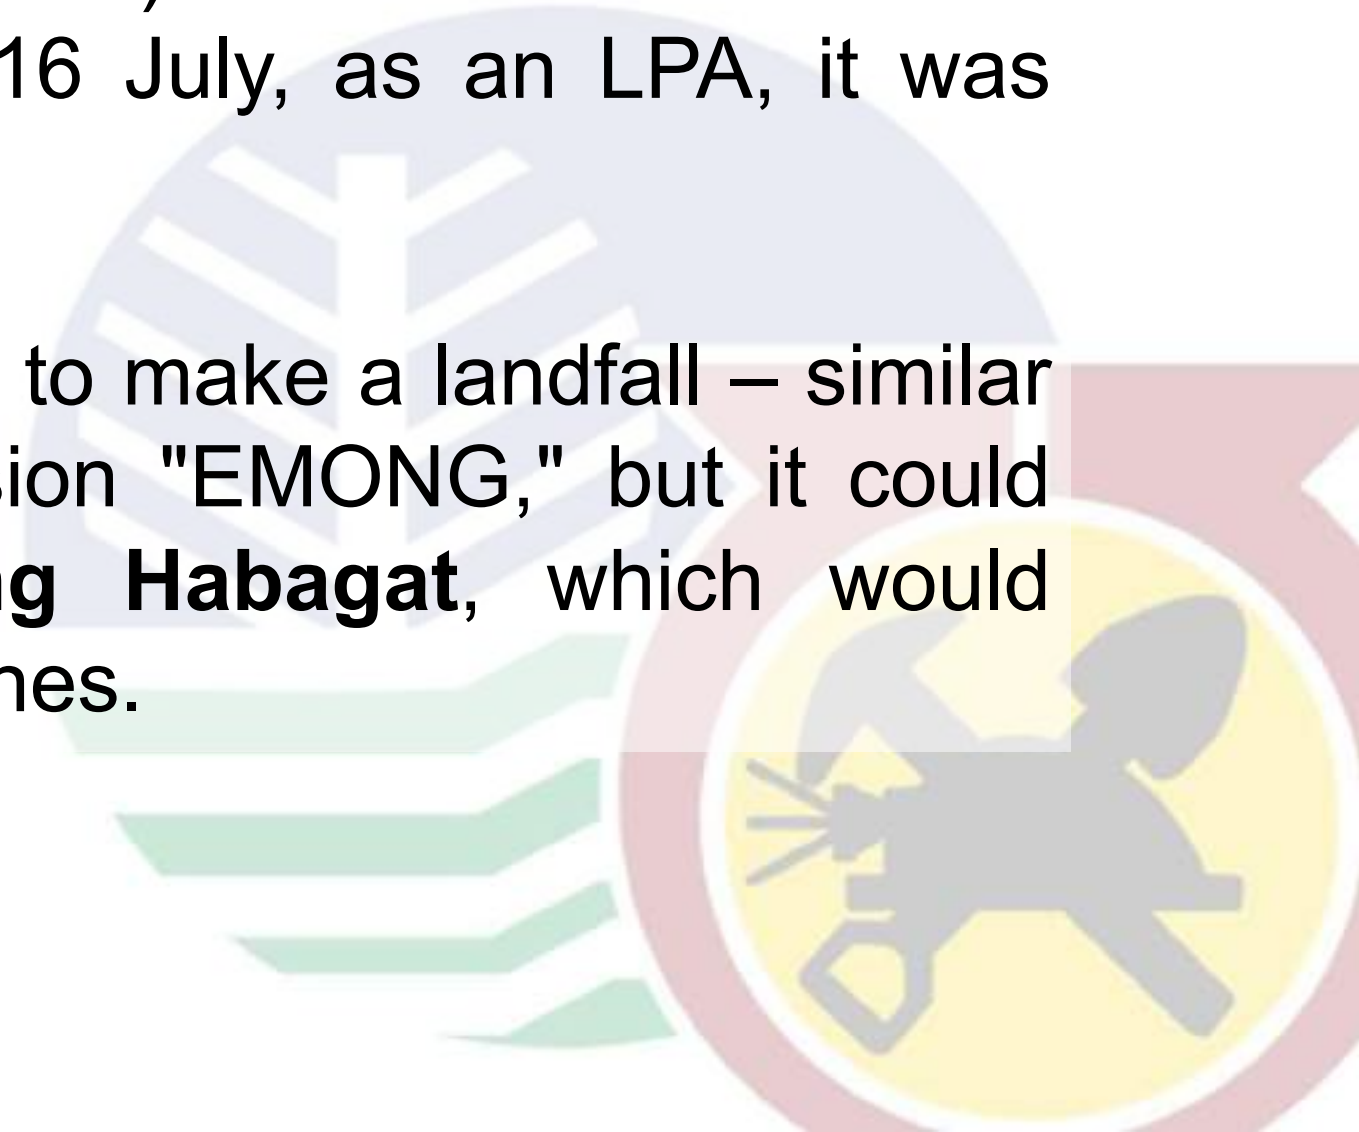 16 July, as an LPA, it was
to make a landfall – similar
sion "EMONG," but it could
ng Habagat, which would
nes.